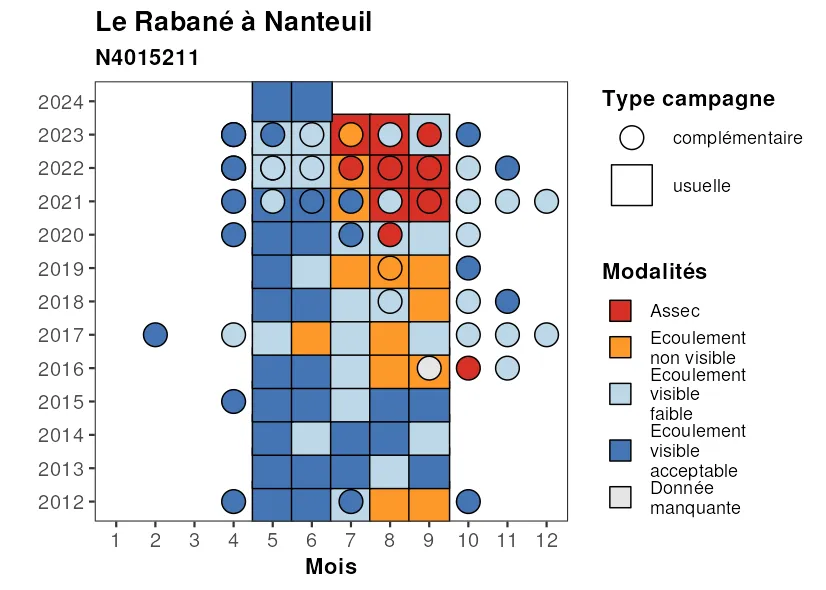 Le Rabané à Nanteuil
N4015211
2024
2023
2022
2021
2020
2019
2018
2017
2016
2015
2014
2013
2012
1 2 3 4 5 6 7 8 9 10 11 12
Mois
Type campagne
complémentaire
usuelle
Modalités
Assec
Ecoulement
non visible
Ecoulement
visible
faible
Ecoulement
visible
acceptable
Donnée
manquante